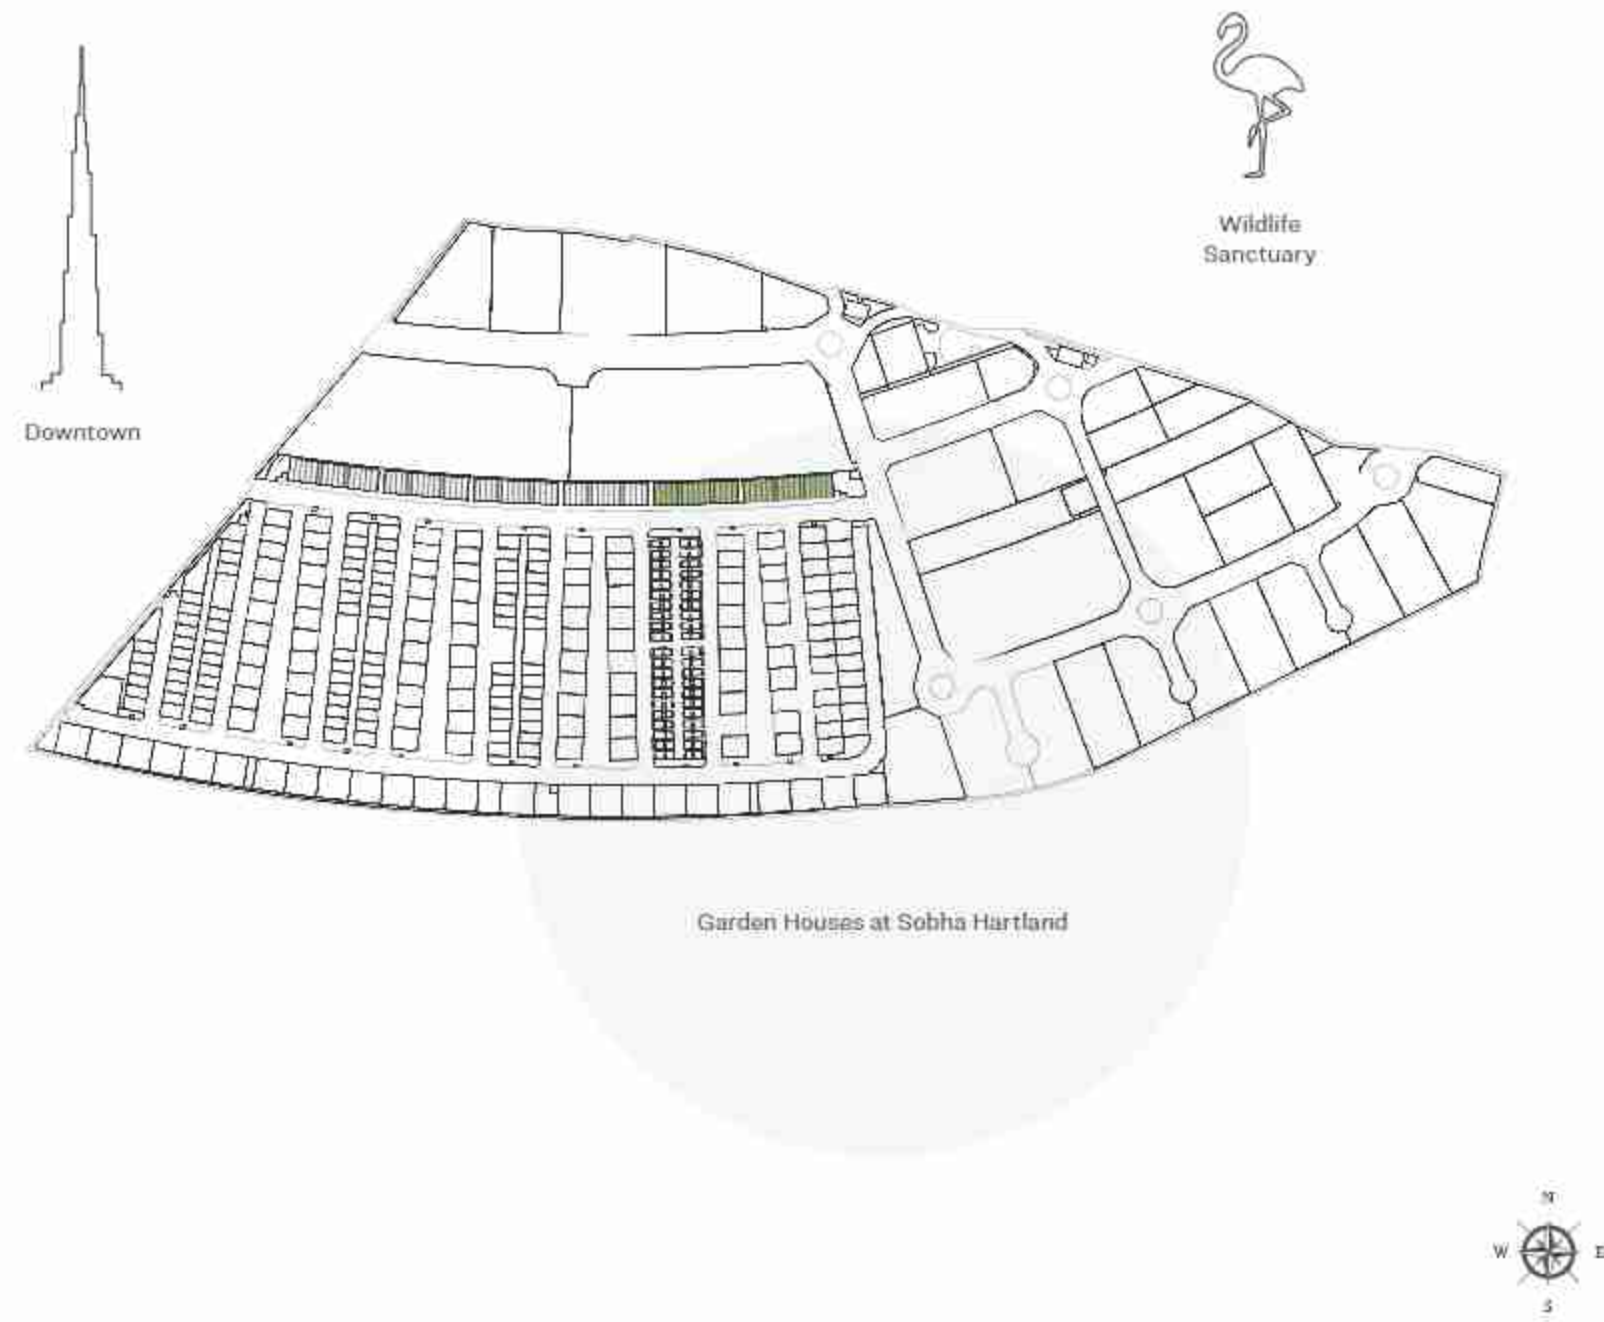 Wildlife
Sanctuary
Downtown
Garden Houses at Sobha Hartland
N
W E
S